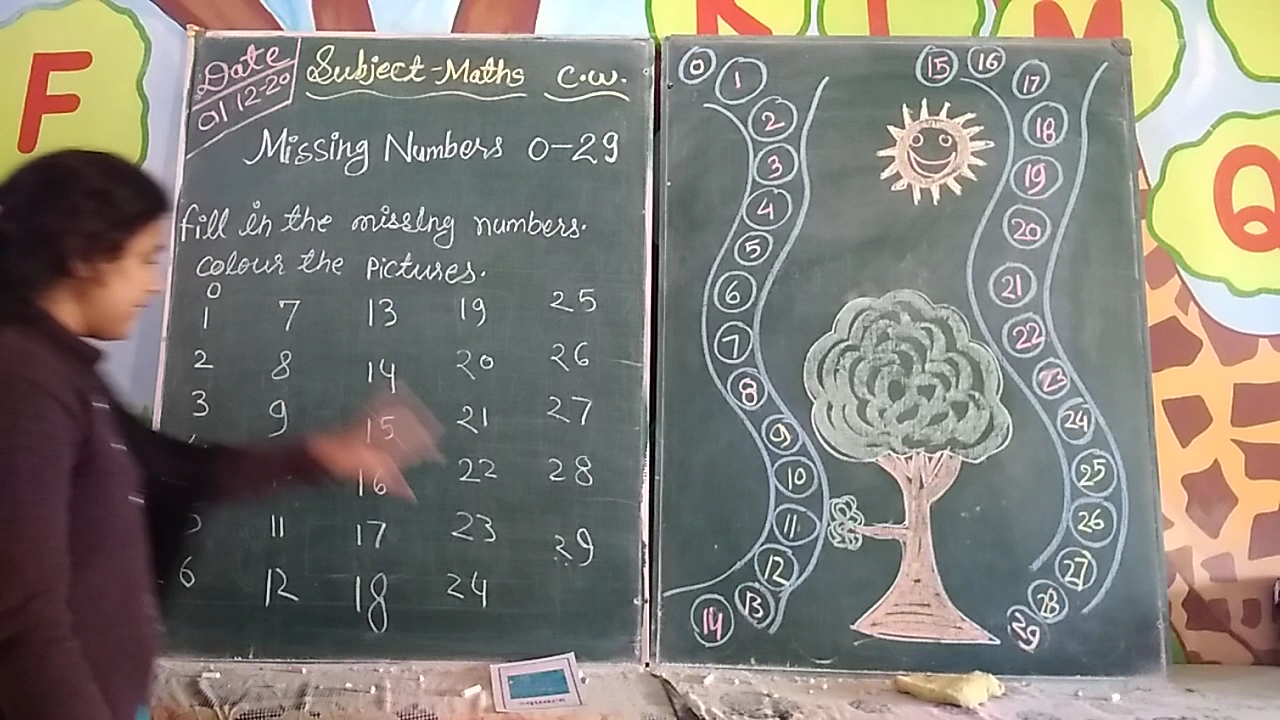 F
K I M
Q
Date
01 12-20
Subject-Maths C.W.
Missing Numbers 0-29
fill in the missing numbers.
colour the pictures.
0
1 7 13 19 25
2 8 14 20 26
3 9 15 21 27
16 22 28
5 11 17 23 29
6 12 18 24
0
1
2
3
4
5
6
7
8
9
10
11
12
13
14
15
16
17
18
19
20
21
22
23
24
25
26
27
28
29
square